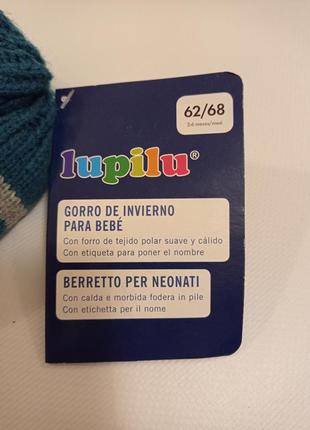 62/68
2-6 meses/mesi
lupilu®
GORRO DE INVIERNO
PARA BEBÉ
Con forro de tejido polar suave y cálido
Con etiqueta para poner el nombre
BERRETTO PER NEONATI
Con calda e morbida fodera in pile
Con etichetta per il nome